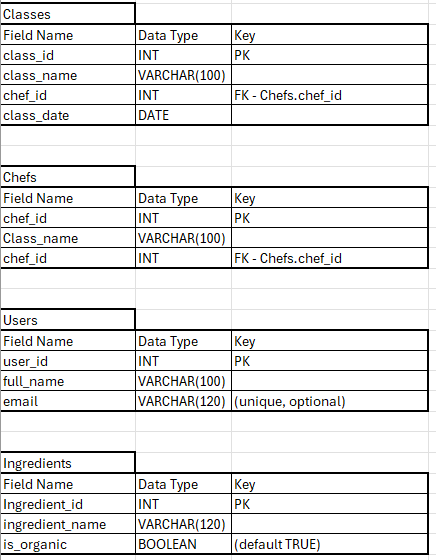 Classes
Field Name Data Type Key
class_id INT PK
class_name VARCHAR(100)
chef_id INT FK - Chefs.chef_id
class_date DATE
Chefs
Field Name Data Type Key
chef_id INT PK
Class_name VARCHAR(100)
chef_id INT FK - Chefs.chef_id
Users
Field Name Data Type Key
user_id INT PK
full_name VARCHAR(100)
email VARCHAR(120) (unique, optional)
Ingredients
Field Name Data Type Key
Ingredient_id INT PK
ingredient_name VARCHAR(120)
is_organic BOOLEAN (default TRUE)